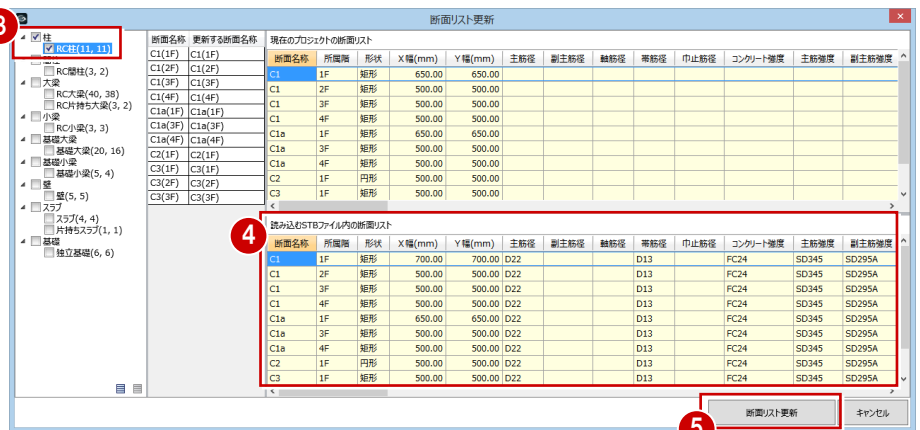 断面リスト更新
3
柱
RC柱(11, 11)
RC間柱(3, 2)
大梁
RC大梁(40, 38)
RC片持ち大梁(3, 2)
小梁
RC小梁(3, 3)
基礎大梁
基礎大梁(20, 16)
基礎小梁
基礎小梁(5, 4)
壁
壁(5, 5)
スラブ
スラブ(4, 4)
片持ちスラブ(1, 1)
基礎
独立基礎(6, 6)
断面名称 更新する断面名称
C1(1F) C1(1F)
C1(2F) C1(2F)
C1(3F) C1(3F)
C1(4F) C1(4F)
C1a(1F) C1a(1F)
C1a(3F) C1a(3F)
C1a(4F) C1a(4F)
C2(1F) C2(1F)
C3(1F) C3(1F)
C3(2F) C3(2F)
C3(3F) C3(3F)
現在のプロジェクトの断面リスト
断面名称 所属階 形状 X幅(mm) Y幅(mm) 主筋径 副主筋径 軸筋径 帯筋径 中止筋径 コンクリート強度 主筋強度 副主筋強度
C1 1F 矩形 650.00 650.00
C1 2F 矩形 500.00 500.00
C1 3F 矩形 500.00 500.00
C1 4F 矩形 500.00 500.00
C1a 1F 矩形 650.00 650.00
C1a 3F 矩形 500.00 500.00
C1a 4F 矩形 500.00 500.00
C2 1F 円形 500.00 500.00
C3 1F 矩形 500.00 500.00
4
読み込むSTBファイル内の断面リスト
断面名称 所属階 形状 X幅(mm) Y幅(mm) 主筋径 副主筋径 軸筋径 帯筋径 中止筋径 コンクリート強度 主筋強度 副主筋強度
C1 1F 矩形 700.00 700.00 D22 D13 FC24 SD345 SD295A
C1 2F 矩形 500.00 500.00 D22 D13 FC24 SD345 SD295A
C1 3F 矩形 500.00 500.00 D22 D13 FC24 SD345 SD295A
C1 4F 矩形 500.00 500.00 D22 D13 FC24 SD345 SD295A
C1a 1F 矩形 650.00 650.00 D22 D13 FC24 SD345 SD295A
C1a 3F 矩形 500.00 500.00 D22 D13 FC24 SD345 SD295A
C1a 4F 矩形 500.00 500.00 D22 D13 FC24 SD345 SD295A
C2 1F 円形 500.00 500.00 D22 D13 FC24 SD345 SD295A
C3 1F 矩形 500.00 500.00 D22 D13 FC24 SD345 SD295A
5
断面リスト更新 キャンセル